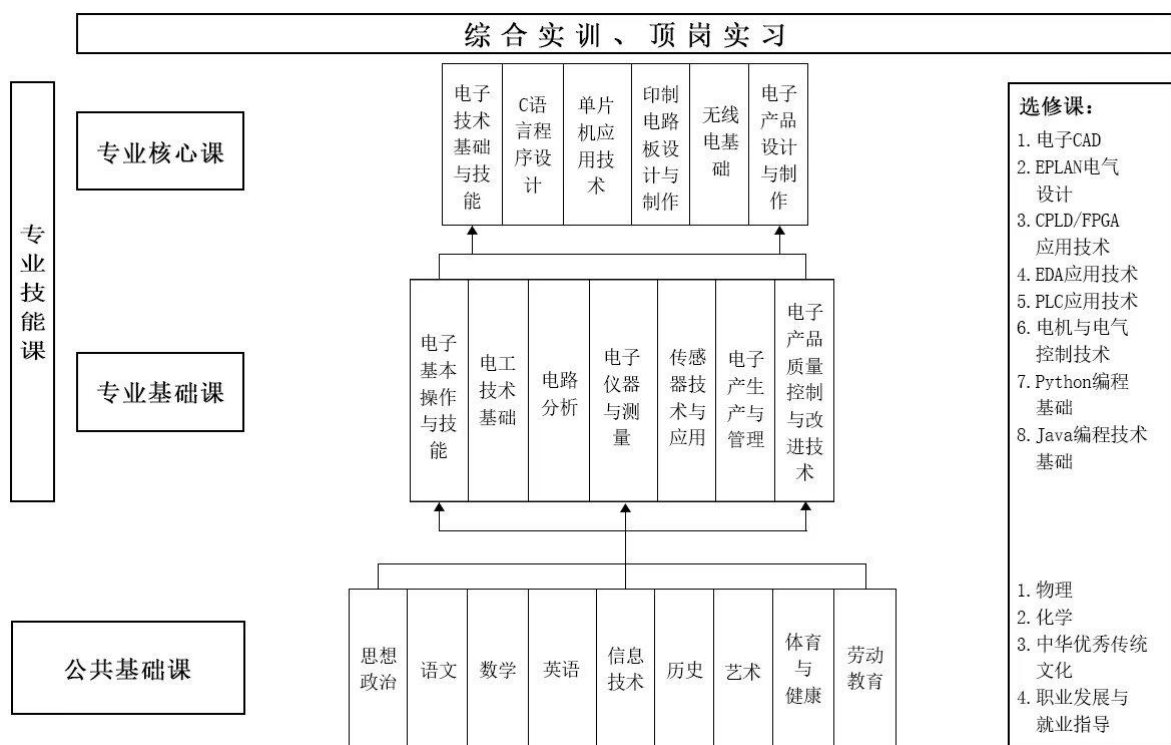 综合实训、顶岗实习
专业技能课
专业核心课
电子
技术
基础
与技
能
C语
言程
序设
计
单片
机应
用技
术
印制
电路
板设
计与
制作
无线
电基
础
电子
产品
设计
与制
作
专业基础课
电子
基本
操作
与技
能
电工
技术
基础
电路
分析
电子
仪器
与测
量
传感
器技
术与
应用
电子
产生
产与
管理
电子
产品
质量
控制
与改
进技
术
公共基础课
思想
政治
语文
数学
英语
信息
技术
历史
艺术
体育
与
健康
劳动
教育
选修课：
1. 电子CAD
2. EPLAN电气
设计
3. CPLD/FPGA
应用技术
4. EDA应用技术
5. PLC应用技术
6. 电机与电气
控制技术
7. Python编程
基础
8. Java编程技术
基础
1. 物理
2. 化学
3. 中华优秀传统
文化
4. 职业发展与
就业指导